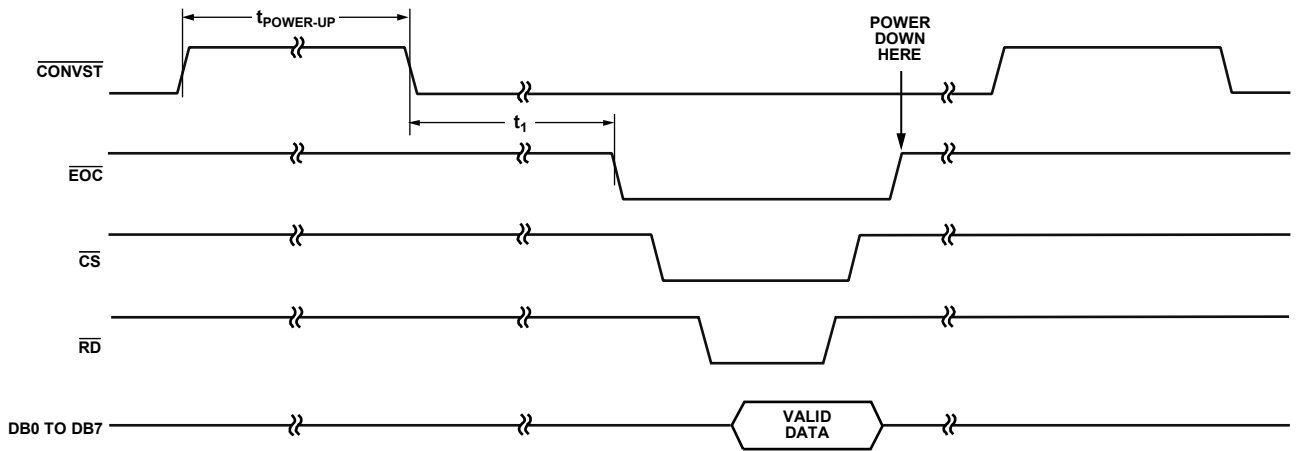 tPOWER-UP
POWER
DOWN
HERE
CONVST
t1
EOC
CS
RD
DB0 TO DB7
VALID
DATA